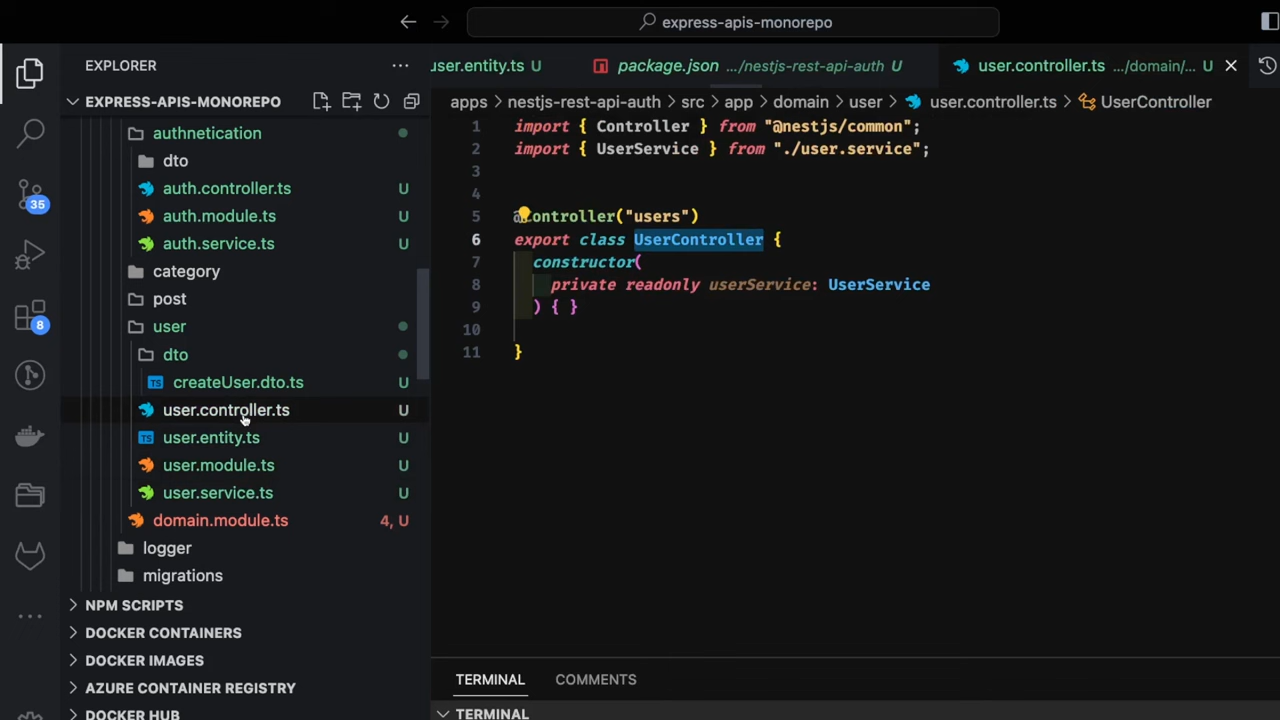 express-apis-monorepo
EXPLORER
EXPRESS-APIS-MONOREPO
authnetication
dto
auth.controller.ts U
auth.module.ts U
auth.service.ts U
category
post
user
dto
createUser.dto.ts U
user.controller.ts U
user.entity.ts U
user.module.ts U
user.service.ts U
domain.module.ts 4, U
logger
migrations
NPM SCRIPTS
DOCKER CONTAINERS
DOCKER IMAGES
AZURE CONTAINER REGISTRY
DOCKER HUB
35
8
user.entity.ts U
package.json .../nestjs-rest-api-auth U
user.controller.ts .../domain/... U
apps > nestjs-rest-api-auth > src > app > domain > user > user.controller.ts > UserController
1 import { Controller } from "@nestjs/common";
2 import { UserService } from "./user.service";
3
4
5 @Controller("users")
6 export class UserController {
7 constructor(
8 private readonly userService: UserService
9 ) { }
10
11 }
TERMINAL COMMENTS
TERMINAL